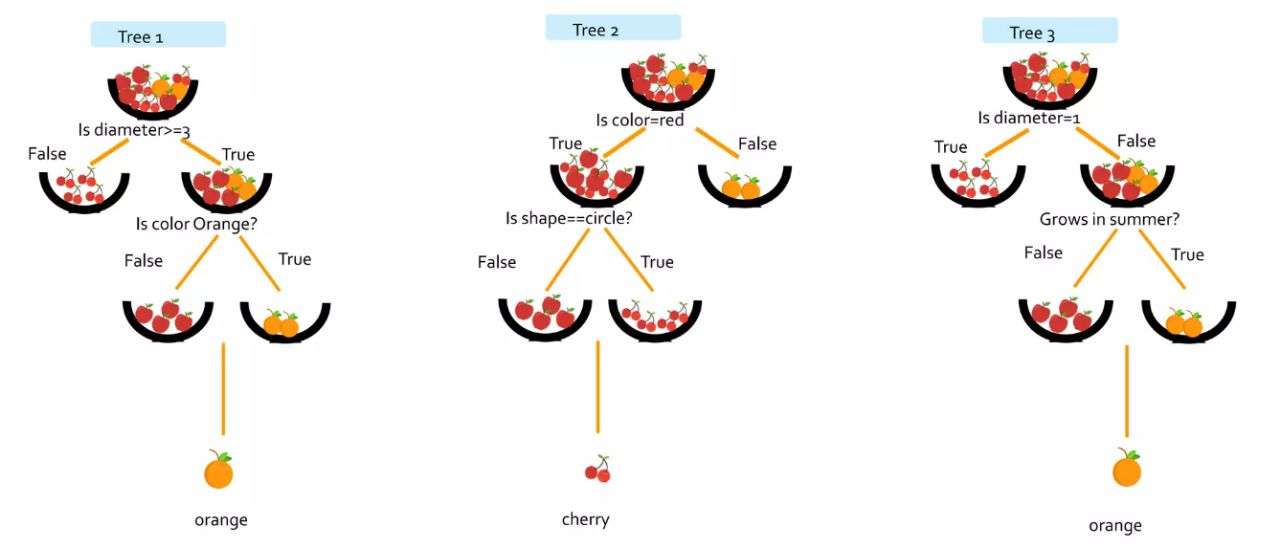 Tree 1
Is diameter>=3
False
True
Is color Orange?
False
True
orange
Tree 2
Is color=red
True
False
Is shape==circle?
False
True
cherry
Tree 3
Is diameter=1
True
False
Grows in summer?
False
True
orange